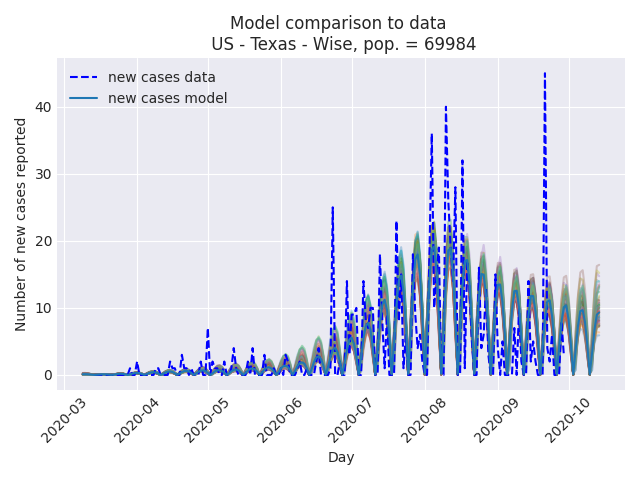 Model comparison to data
US - Texas - Wise, pop. = 69984
new cases data
new cases model
Number of new cases reported
40
30
20
10
0
2020-03
2020-04
2020-05
2020-06
2020-07
2020-08
2020-09
2020-10
Day